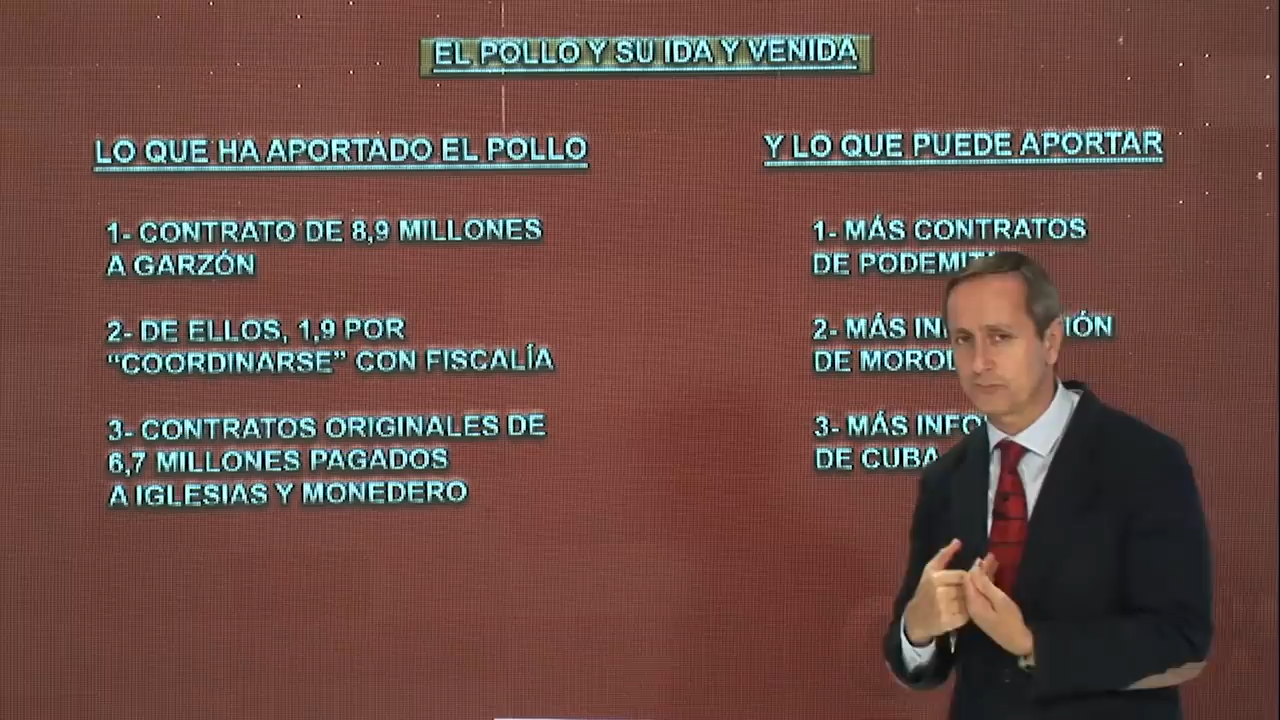 EL POLLO Y SU IDA Y VENIDA
LO QUE HA APORTADO EL POLLO
1- CONTRATO DE 8,9 MILLONES
A GARZÓN
2- DE ELLOS, 1,9 POR
“COORDINARSE” CON FISCALÍA
3- CONTRATOS ORIGINALES DE
6,7 MILLONES PAGADOS
A IGLESIAS Y MONEDERO
Y LO QUE PUEDE APORTAR
1- MÁS CONTRATOS
DE
2- MÁS
DE
3- MÁS
DE CUBA